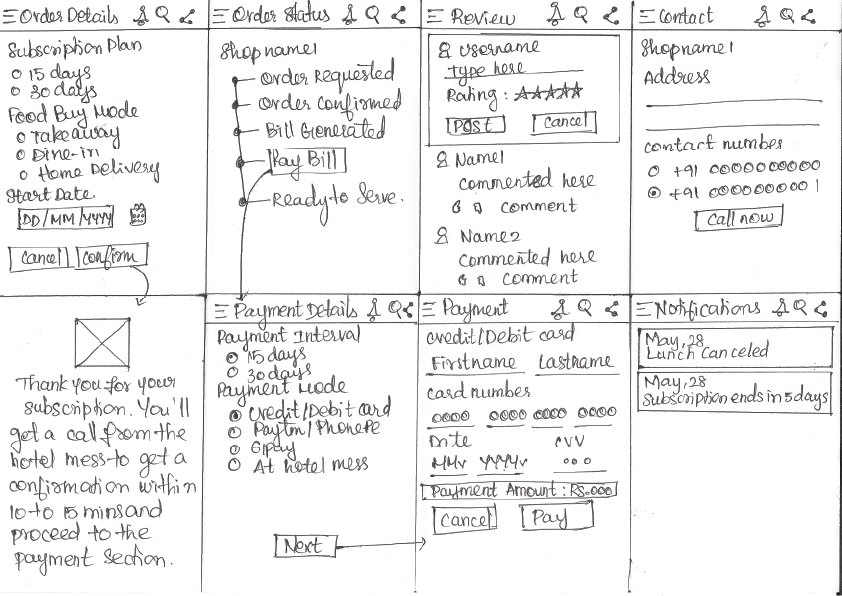 Order Details
Subscription Plan
15 days
30 days
Food Buy Mode
Takeaway
Dine-in
Home Delivery
Start Date
DD/MM/YYYY
Cancel
Confirm
Order Status
Shopname1
Order Requested
Order Confirmed
Bill Generated
Pay Bill
Ready to Serve.
Review
Username
type here
Rating :
POST
Cancel
Name1
commented here
comment
Name2
commented here
comment
Contact
Shopname1
Address
contact number
+91 0000000000
+91 0000000001
Call now
Thank you for your
subscription. You'll
get a call from the
hotel mess to get a
confirmation within
10 to 15 mins and
proceed to the
payment section.
Payment Details
Payment Interval
15 days
30 days
Payment Mode
Credit/Debit card
Paytm/Phonepe
Gpay
At hotel mess
Next
Payment
credit/Debit card
Firstname Lastname
card number
0000 0000 0000 0000
Date CVV
000
Payment Amount : RS.000
Cancel
Pay
Notifications
May, 28
Lunch Canceled
May, 28
Subscription ends in 5 days